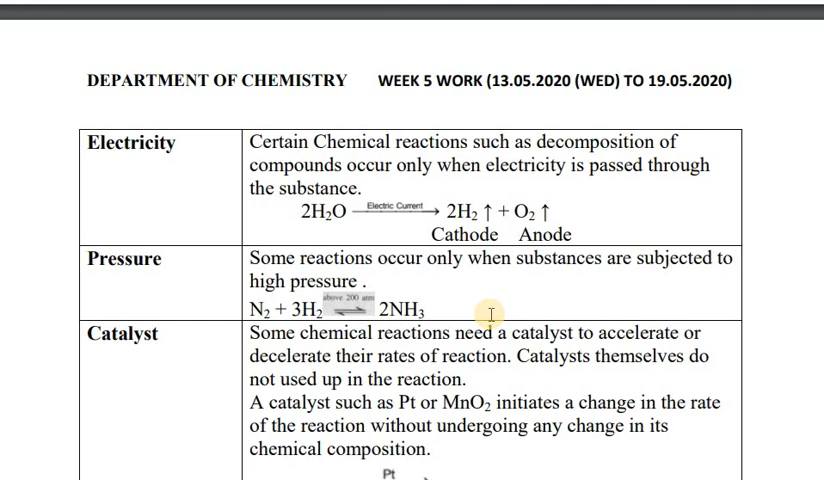 DEPARTMENT OF CHEMISTRY WEEK 5 WORK (13.05.2020 (WED) TO 19.05.2020)
Electricity
Certain Chemical reactions such as decomposition of
compounds occur only when electricity is passed through
the substance.
2H₂O Electric Current → 2H₂ ↑ + O₂ ↑
Cathode Anode
Pressure
Some reactions occur only when substances are subjected to
high pressure .
above 200 atm
N₂ + 3H₂ ⇌ 2NH₃
Catalyst
Some chemical reactions need a catalyst to accelerate or
decelerate their rates of reaction. Catalysts themselves do
not used up in the reaction.
A catalyst such as Pt or MnO₂ initiates a change in the rate
of the reaction without undergoing any change in its
chemical composition.
Pt